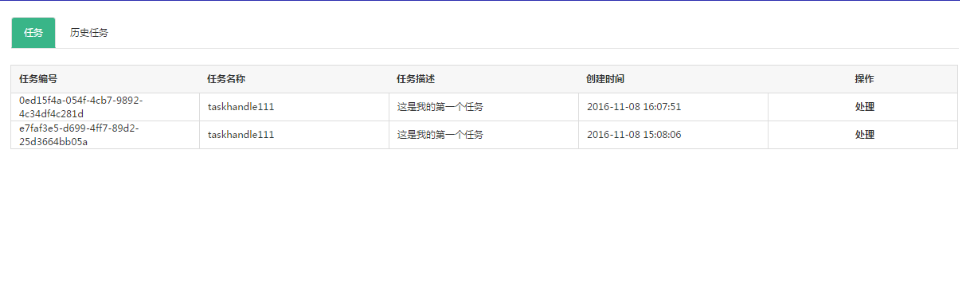 任务 历史任务
任务编号 任务名称 任务描述 创建时间 操作
0ed15f4a-054f-4cb7-9892-
4c34df4c281d
taskhandle111 这是我的第一个任务 2016-11-08 16:07:51 处理
e7faf3e5-d699-4ff7-89d2-
25d3664bb05a
taskhandle111 这是我的第一个任务 2016-11-08 15:08:06 处理